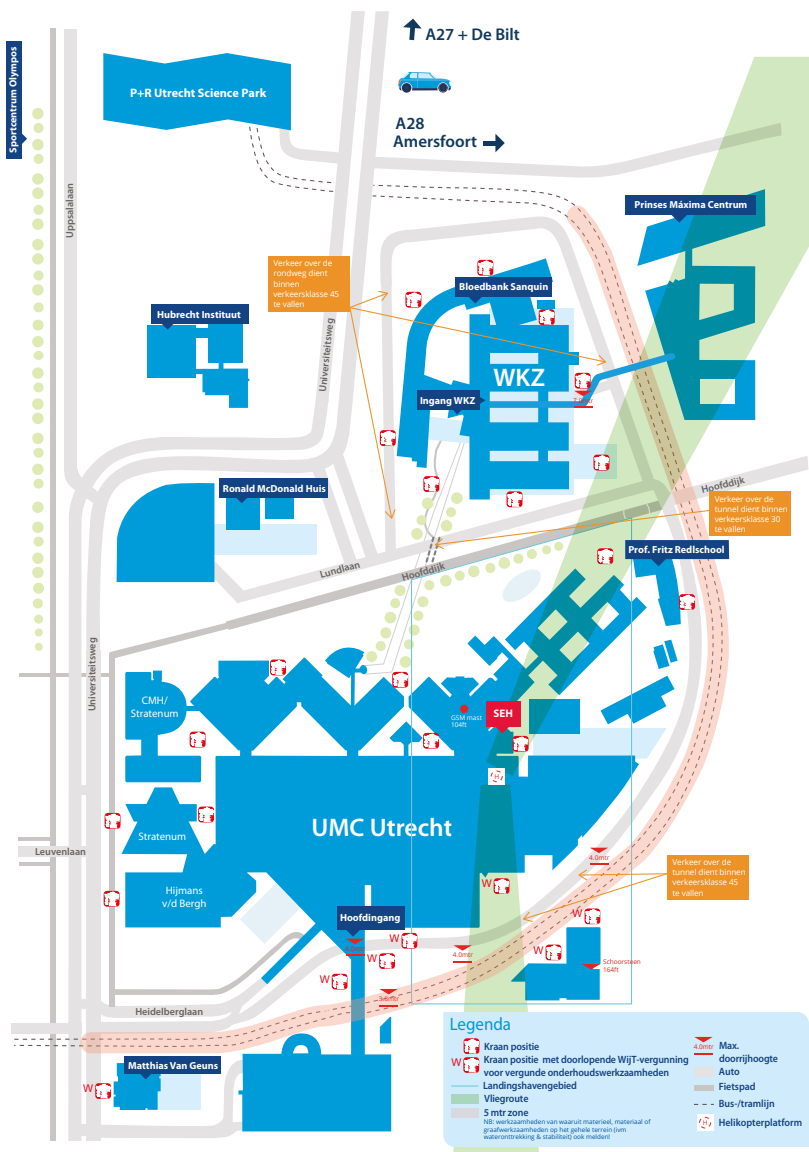 A27 + De Bilt
Sportcentrum Olympos
P+R Utrecht Science Park
A28
Amersfoort
Uppsalalaan
Prinses Máxima Centrum
Verkeer over de
rondweg dient
binnen
verkeersklasse 45
te vallen
Bloedbank Sanquin
Hubrecht Instituut
Universiteitsweg
WKZ
Ingang WKZ
Ronald McDonald Huis
Hoofddijk
Verkeer over de
tunnel dient binnen
verkeersklasse 30
te vallen
Prof. Fritz Redlschool
Lundlaan
Hoofddijk
Universiteitsweg
CMH/
Stratenum
GSM mast
104ft
SEH
H
UMC Utrecht
Stratenum
Leuvenlaan
4.0mtr
Verkeer over de
tunnel dient binnen
verkeersklasse 45
te vallen
Hijmans
v/d Bergh
W
Hoofdingang
W
W
4.0mtr
W
W
W
Schoorsteen
164ft
Heidelberglaan
Matthias Van Geuns
W
Legenda
Kraan positie
W
Kraan positie met doorlopende WijT-vergunning
voor vergunde onderhoudswerkzaamheden
Landingshavengebied
Vliegroute
5 mtr zone
NB: werkzaamheden van waaruit materieel, materiaal of
graafwerkzaamheden op het gehele terrein (ivm
wateronttrekking & stabiliteit) ook melden!
4.0mtr
Max.
doorrijhoogte
Auto
Fietspad
Bus-/tramlijn
H
Helikopterplatform